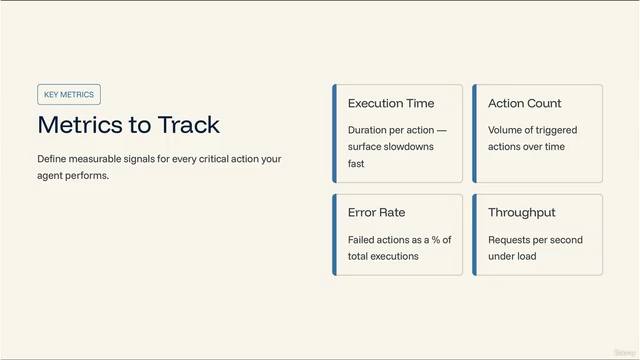 KEY METRICS
Metrics to Track
Define measurable signals for every critical action your
agent performs.
Execution Time
Duration per action —
surface slowdowns
fast
Action Count
Volume of triggered
actions over time
Error Rate
Failed actions as a % of
total executions
Throughput
Requests per second
under load